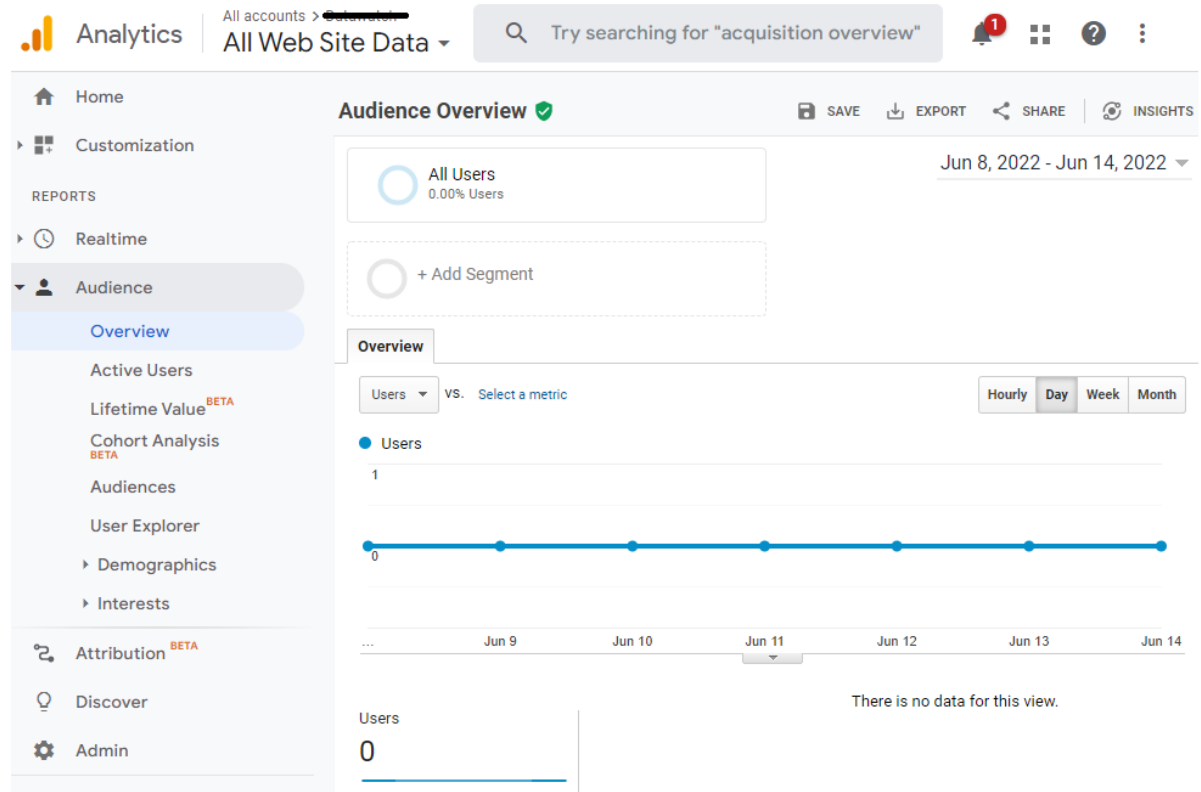 Analytics
All accounts >
All Web Site Data
Try searching for "acquisition overview"
1
Home
Customization
REPORTS
Realtime
Audience
Overview
Active Users
Lifetime Value BETA
Cohort Analysis
BETA
Audiences
User Explorer
Demographics
Interests
Attribution BETA
Discover
Admin
Audience Overview
SAVE
EXPORT
SHARE
INSIGHTS
All Users
0.00% Users
Jun 8, 2022 - Jun 14, 2022
+ Add Segment
Overview
Users VS. Select a metric
Hourly Day Week Month
Users
1
0
... Jun 9 Jun 10 Jun 11 Jun 12 Jun 13 Jun 14
There is no data for this view.
Users
0